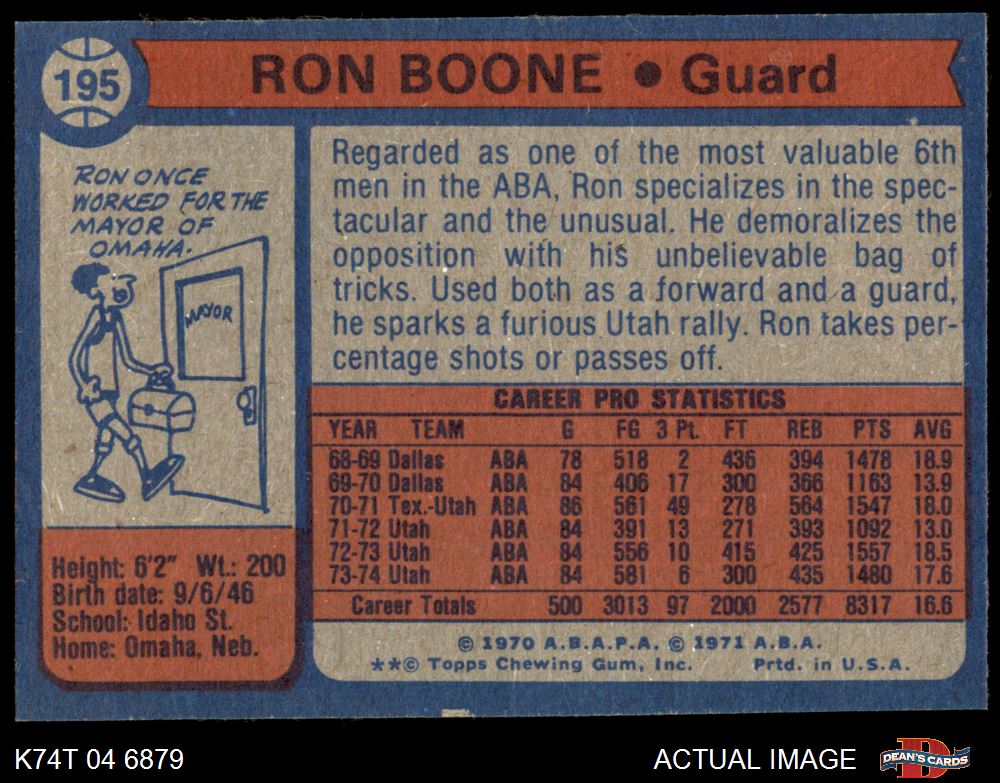 195
RON BOONE ● Guard
RON ONCE
WORKED FOR THE
MAYOR OF
OMAHA.
MAYOR
Height: 6'2" Wt.: 200
Birth date: 9/6/46
School: Idaho St.
Home: Omaha, Neb.
Regarded as one of the most valuable 6th
men in the ABA, Ron specializes in the spec-
tacular and the unusual. He demoralizes the
opposition with his unbelievable bag of
tricks. Used both as a forward and a guard,
he sparks a furious Utah rally. Ron takes per-
centage shots or passes off.
CAREER PRO STATISTICS
YEAR TEAM G FG 3 Pt. FT REB PTS AVG
68-69 Dallas ABA 78 518 2 436 394 1478 18.9
69-70 Dallas ABA 84 406 17 300 366 1163 13.9
70-71 Tex.-Utah ABA 86 561 49 278 564 1547 18.0
71-72 Utah ABA 84 391 13 271 393 1092 13.0
72-73 Utah ABA 84 556 10 415 425 1557 18.5
73-74 Utah ABA 84 581 6 300 435 1480 17.6
Career Totals 500 3013 97 2000 2577 8317 16.6
© 1970 A.B.A.P.A. © 1971 A.B.A.
**© Topps Chewing Gum, Inc. Prtd. in U.S.A.
K74T 04 6879
ACTUAL IMAGE
DEAN'S CARDS